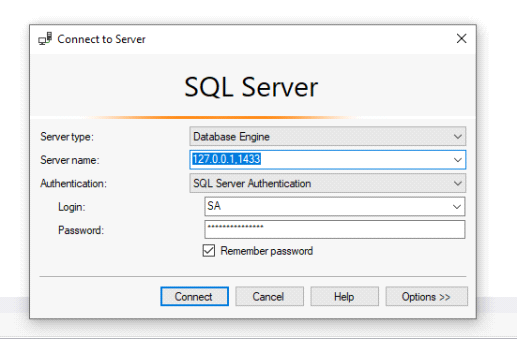 Connect to Server
SQL Server
Server type: Database Engine
Server name: 127.0.0.1,1433
Authentication: SQL Server Authentication
Login: SA
Password: ***************
Remember password
Connect Cancel Help Options >>